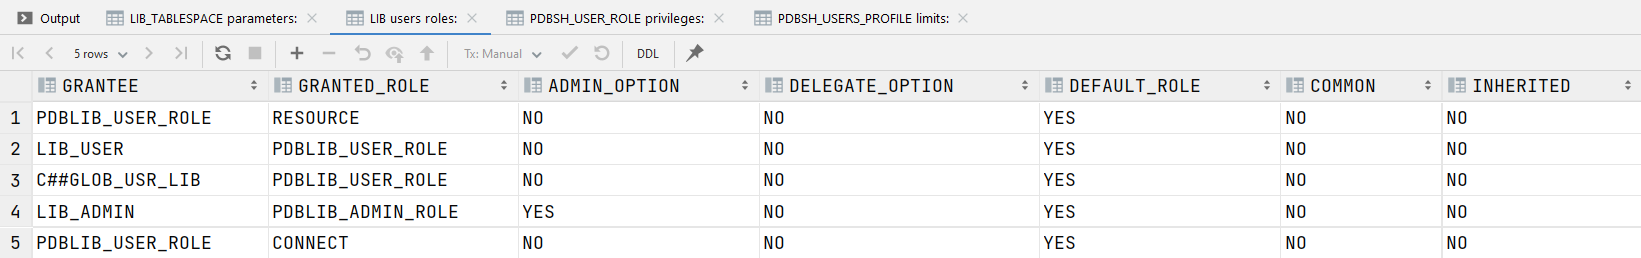 Output LIB_TABLESPACE parameters: LIB users roles: PDBSH_USER_ROLE privileges: PDBSH_USERS_PROFILE limits:
5 rows Tx: Manual DDL
GRANTEE GRANTED_ROLE ADMIN_OPTION DELEGATE_OPTION DEFAULT_ROLE COMMON INHERITED
1 PDBLIB_USER_ROLE RESOURCE NO NO YES NO NO
2 LIB_USER PDBLIB_USER_ROLE NO NO YES NO NO
3 C##GLOB_USR_LIB PDBLIB_USER_ROLE NO NO YES NO NO
4 LIB_ADMIN PDBLIB_ADMIN_ROLE YES NO YES NO NO
5 PDBLIB_USER_ROLE CONNECT NO NO YES NO NO